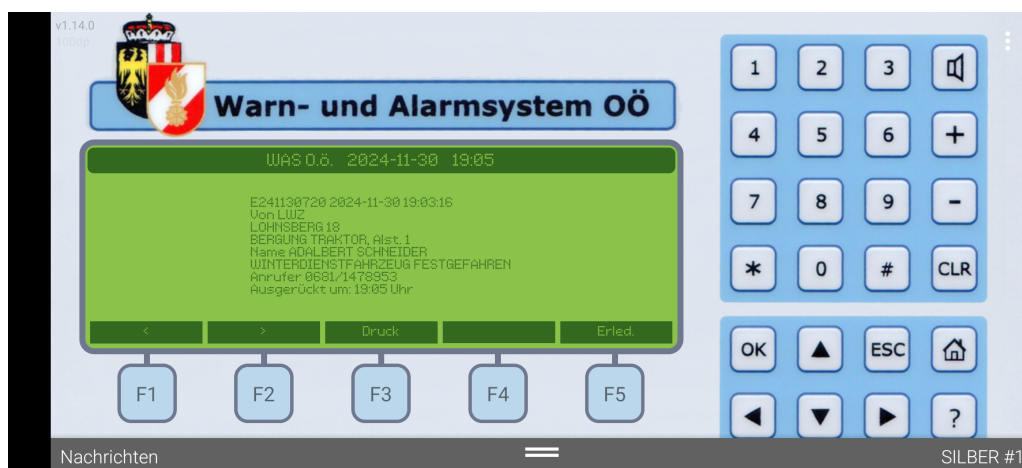 v1.14.0
100dp
Warn- und Alarmsystem OÖ
WAS O.ö. 2024-11-30 19:05
E241130720 2024-11-30 19:03:16
Von LWZ
LOHNSBERG 18
BERGUNG TRAKTOR, Alst. 1
Name ADALBERT SCHNEIDER
WINTERDIENSTFAHRZEUG FESTGEFAHREN
Anrufer 0681/1478953
Ausgerückt um: 19:05 Uhr
< > Druck Erled.
F1 F2 F3 F4 F5
1 2 3
4 5 6 +
7 8 9 -
* 0 # CLR
OK ▲ ESC
◀ ▼ ▶ ?
Nachrichten
SILBER #1